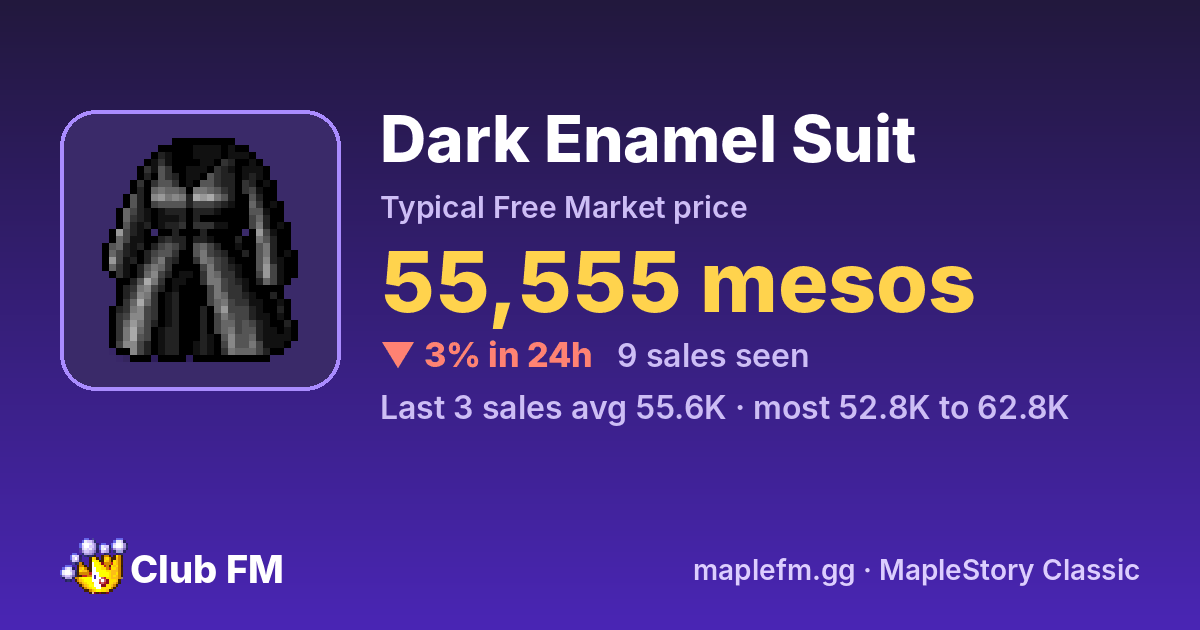 Dark Enamel Suit
Typical Free Market price
55,555 mesos
▼ 3% in 24h 9 sales seen
Last 3 sales avg 55.6K · most 52.8K to 62.8K
Club FM
maplefm.gg · MapleStory Classic